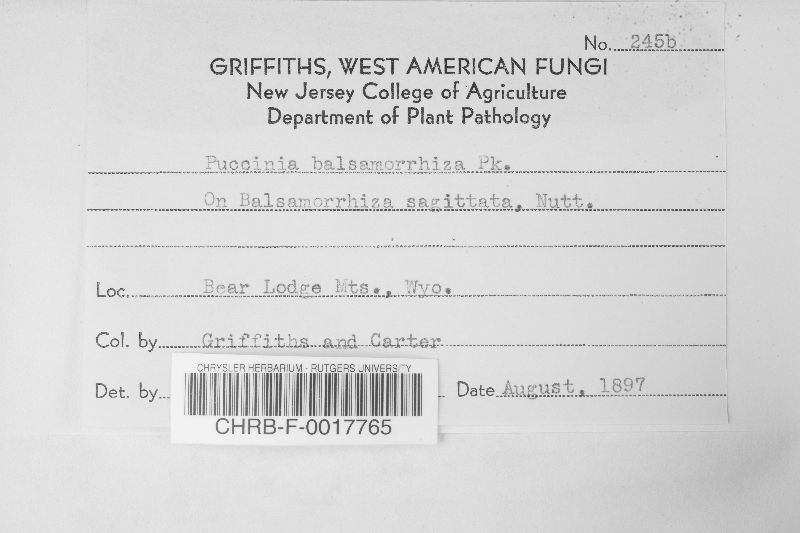 No. 245b
GRIFFITHS, WEST AMERICAN FUNGI
New Jersey College of Agriculture
Department of Plant Pathology
Puccinia balsamorrhiza Pk.
On Balsamorrhiza sagittata, Nutt.
Loc. Bear Lodge Mts., Wyo.
Col. by Griffiths and Carter
Det. by
Date August, 1897
CHRYSLER HERBARIUM - RUTGERS UNIVERSITY
CHRB-F-0017765